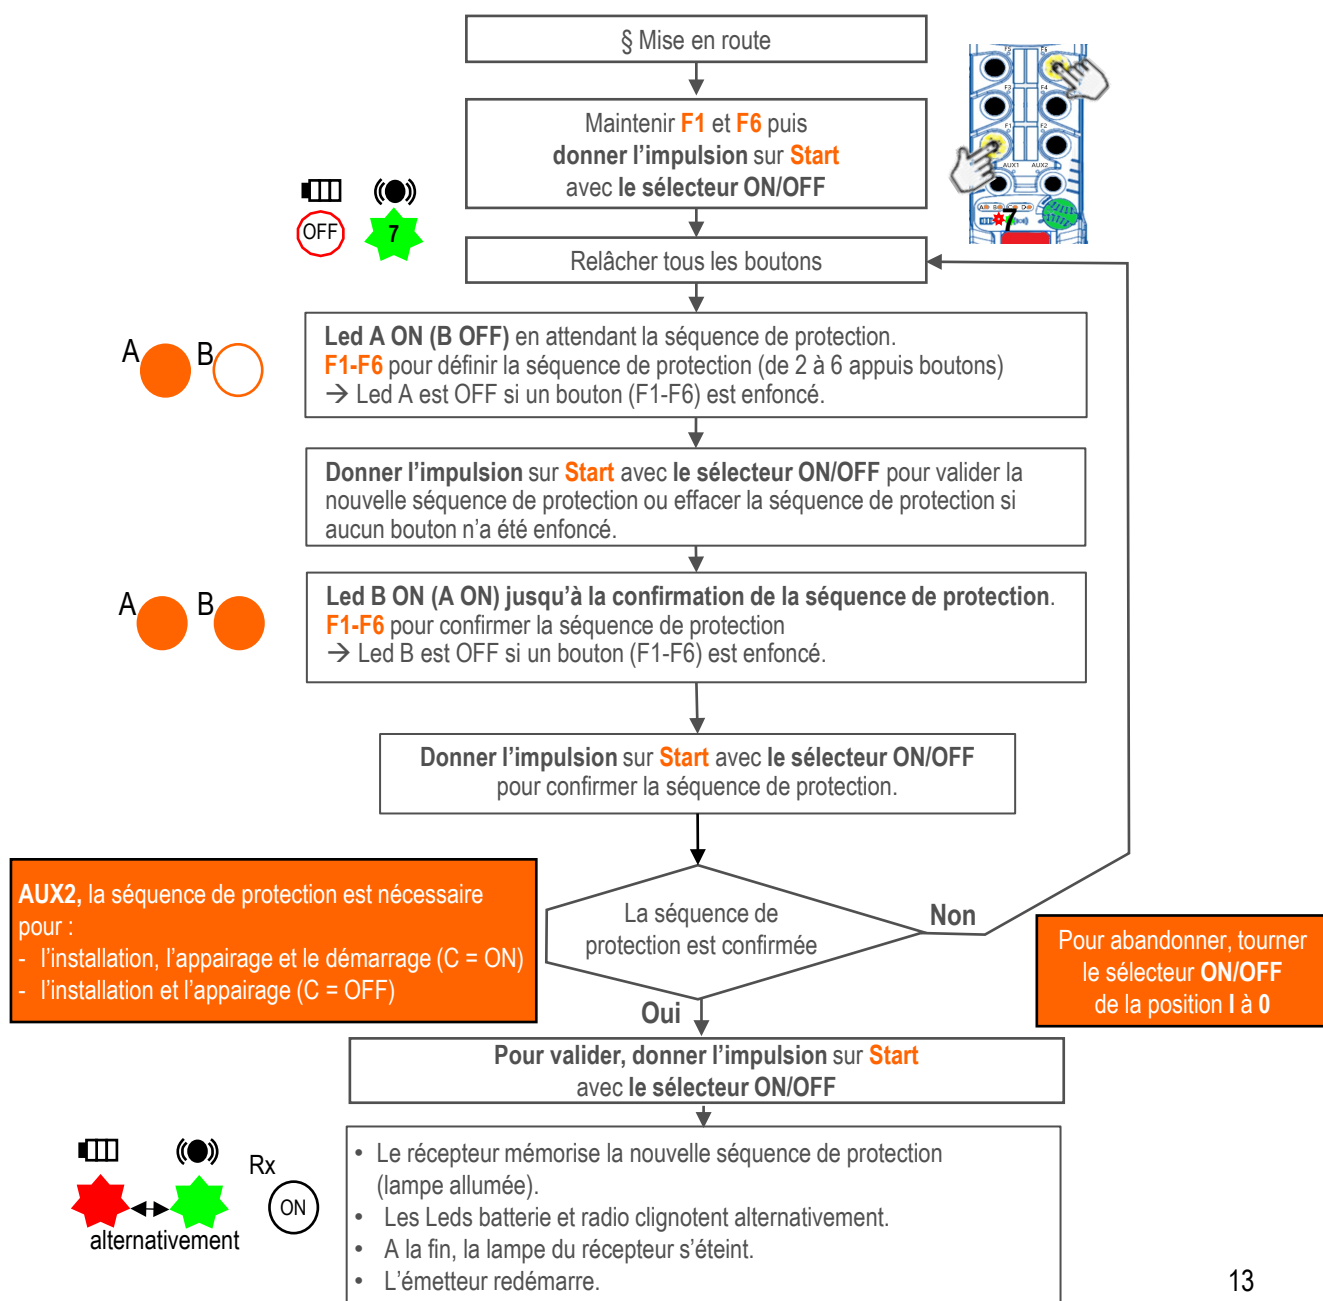 § Mise en route
Maintenir F1 et F6 puis
donner l'impulsion sur Start
avec le sélecteur ON/OFF
F5 F6
F3 F4
F1 F2
AUX1 AUX2
A B C D
7
OFF
7
Relâcher tous les boutons
A B
Led A ON (B OFF) en attendant la séquence de protection.
F1-F6 pour définir la séquence de protection (de 2 à 6 appuis boutons)
→ Led A est OFF si un bouton (F1-F6) est enfoncé.
Donner l'impulsion sur Start avec le sélecteur ON/OFF pour valider la
nouvelle séquence de protection ou effacer la séquence de protection si
aucun bouton n'a été enfoncé.
A B
Led B ON (A ON) jusqu'à la confirmation de la séquence de protection.
F1-F6 pour confirmer la séquence de protection
→ Led B est OFF si un bouton (F1-F6) est enfoncé.
Donner l'impulsion sur Start avec le sélecteur ON/OFF
pour confirmer la séquence de protection.
AUX2, la séquence de protection est nécessaire
pour :
- l'installation, l'appairage et le démarrage (C = ON)
- l'installation et l'appairage (C = OFF)
La séquence de
protection est confirmée
Non
Pour abandonner, tourner
le sélecteur ON/OFF
de la position I à 0
Oui
Pour valider, donner l'impulsion sur Start
avec le sélecteur ON/OFF
Rx
ON
alternativement
• Le récepteur mémorise la nouvelle séquence de protection
(lampe allumée).
• Les Leds batterie et radio clignotent alternativement.
• A la fin, la lampe du récepteur s'éteint.
• L'émetteur redémarre.
13